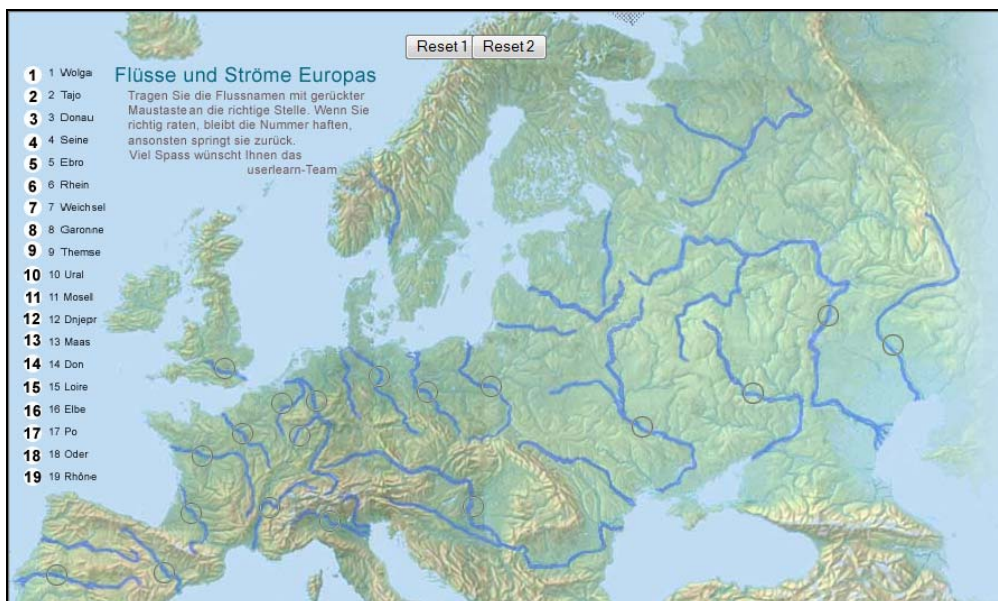 Reset 1 Reset 2
Flüsse und Ströme Europas
Tragen Sie die Flussnamen mit gerückter
Maustaste an die richtige Stelle. Wenn Sie
richtig raten, bleibt die Nummer haften,
ansonsten springt sie zurück.
Viel Spass wünscht Ihnen das
userlearn-Team
1 1 Wolga
2 2 Tajo
3 3 Donau
4 4 Seine
5 5 Ebro
6 6 Rhein
7 7 Weichsel
8 8 Garonne
9 9 Themse
10 10 Ural
11 11 Mosell
12 12 Dnjepr
13 13 Maas
14 14 Don
15 15 Loire
16 16 Elbe
17 17 Po
18 18 Oder
19 19 Rhône